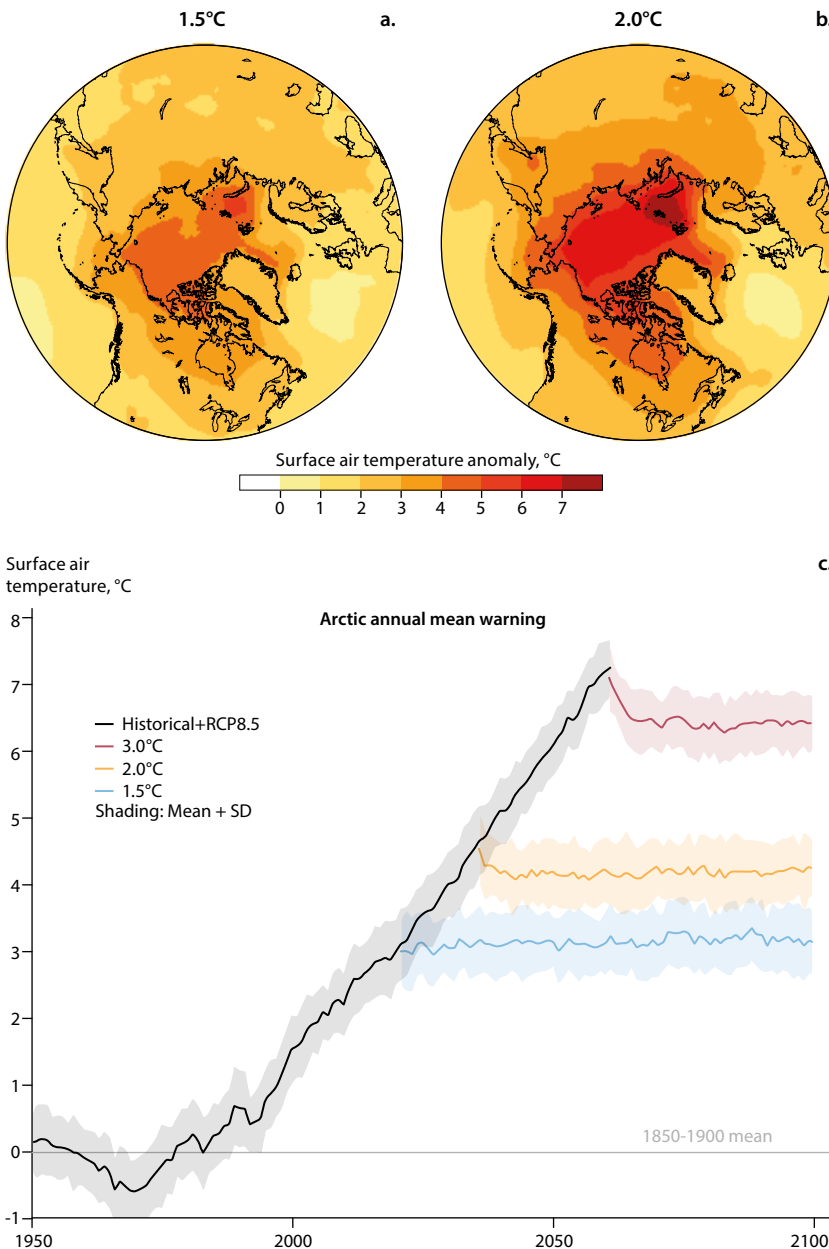 1.5°C
a.
2.0°C
b.
Surface air temperature anomaly, °C
0 1 2 3 4 5 6 7
Surface air
temperature, °C
c.
Arctic annual mean warning
8
7
6
5
4
3
2
1
0
-1
Historical+RCP8.5
3.0°C
2.0°C
1.5°C
Shading: Mean + SD
1850-1900 mean
1950 2000 2050 2100